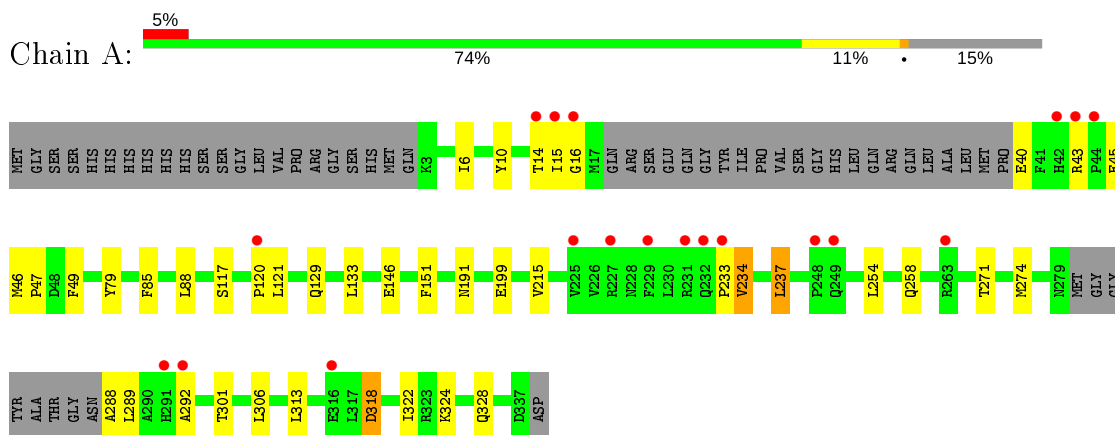 5%
Chain A:
74% 11% • 15%
MET GLY SER SER HIS HIS HIS HIS HIS HIS SER SER GLY LEU VAL PRO ARG GLY SER HIS MET GLN K3 I6 Y10 T14 I15 G16 M17 GLN ARG SER GLU GLN GLY TYR ILE PRO VAL SER GLY HIS LEU GLN ARG GLN LEU ALA LEU MET PRO E40 F41 H42 R43 P44
M46 P47 D48 F49 Y79 F85 L88 S117 P120 L121 Q129 L133 E146 F151 N191 E199 V215 V225 V226 R227 N228 F229 L230 R231 Q232 P233 V234 L237 P248 Q249 L254 Q258 R263 T271 M274 N279 MET GLY GLY
TYR ALA THR GLY ASN A288 L289 A290 H291 A292 T301 L306 L313 E316 L317 D318 I322 R323 K324 Q328 D337 ASP